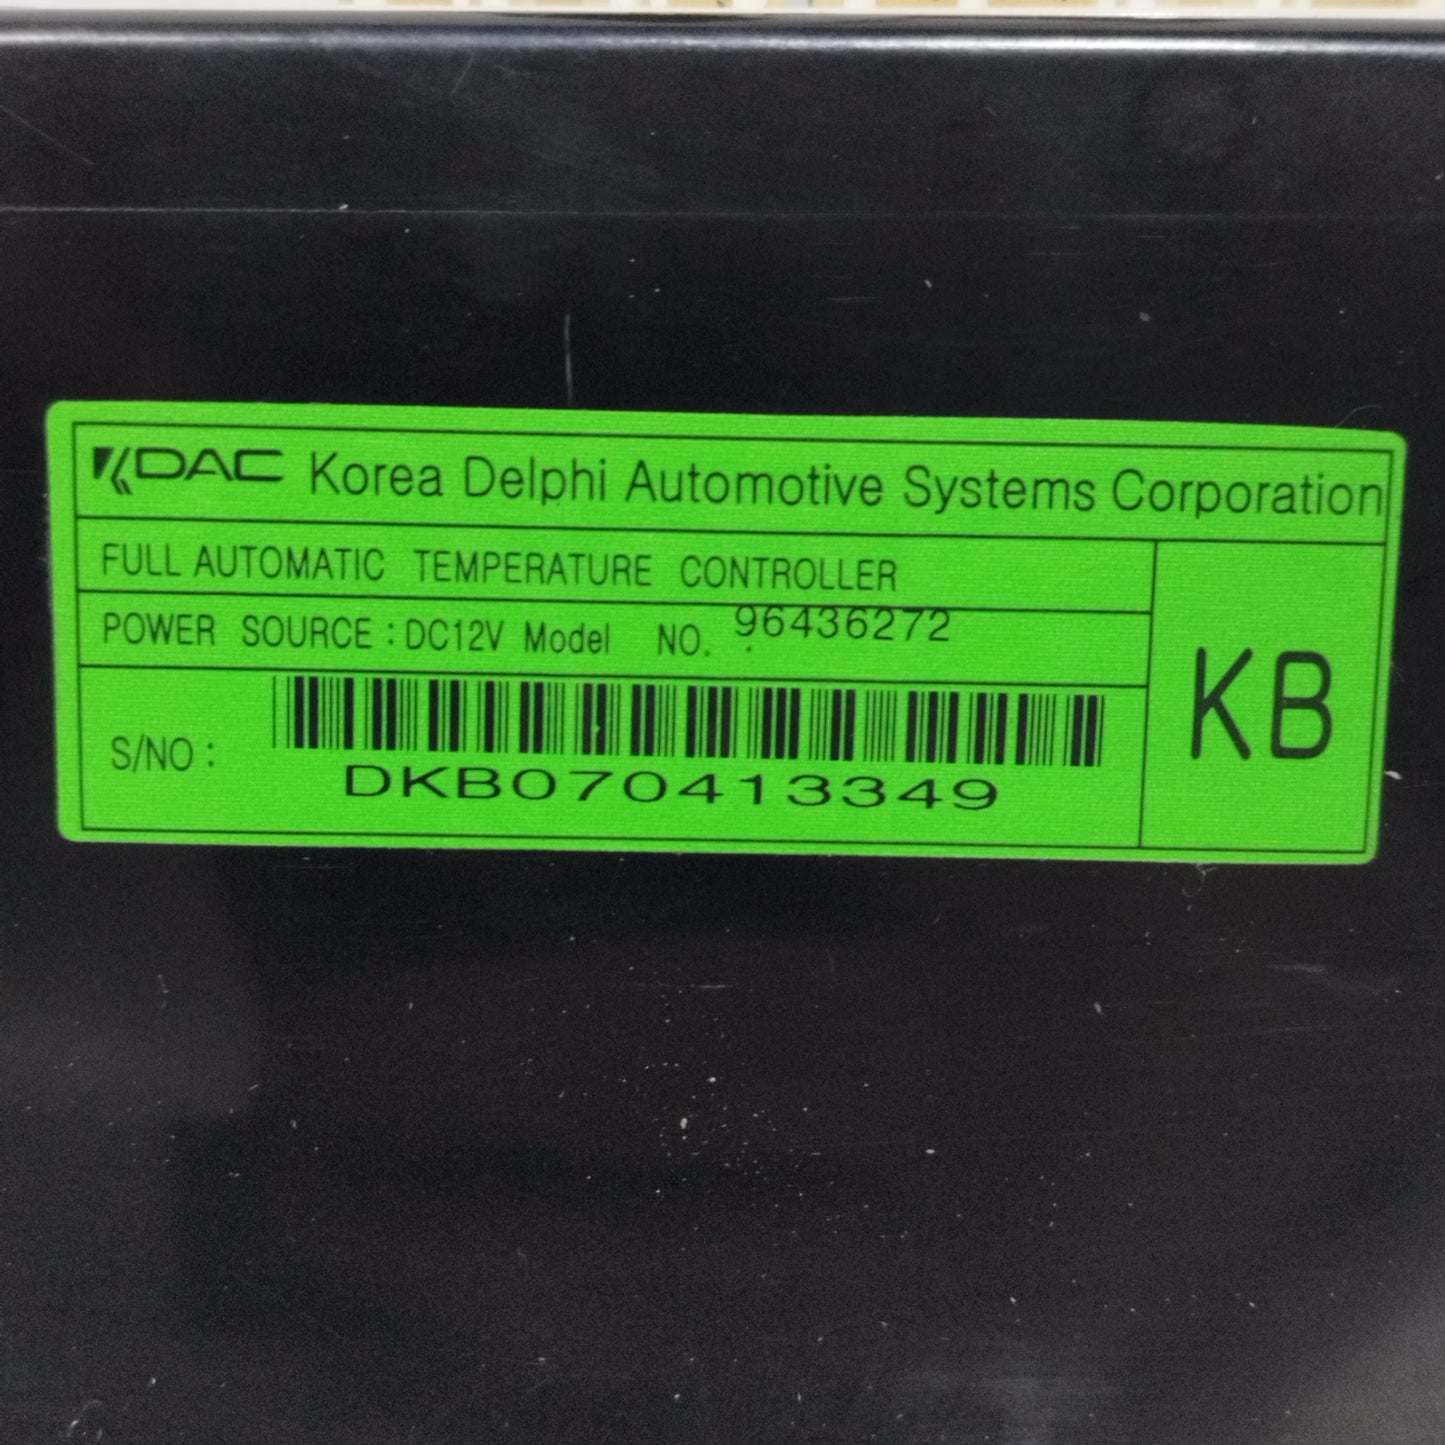 KDAC Korea Delphi Automotive Systems Corporation
FULL AUTOMATIC TEMPERATURE CONTROLLER
POWER SOURCE : DC12V Model NO. : 96436272
KB
S/NO :
DKB070413349